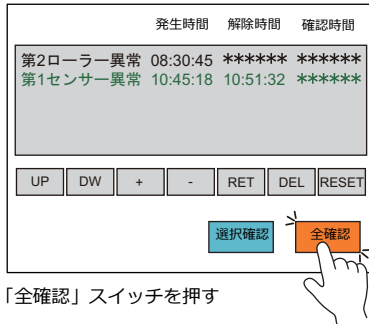 発生時間 解除時間 確認時間
第2ローラー異常 08:30:45 ****** ******
第1センサー異常 10:45:18 10:51:32 ******
UP DW + - RET DEL RESET
選択確認 全確認
「全確認」スイッチを押す